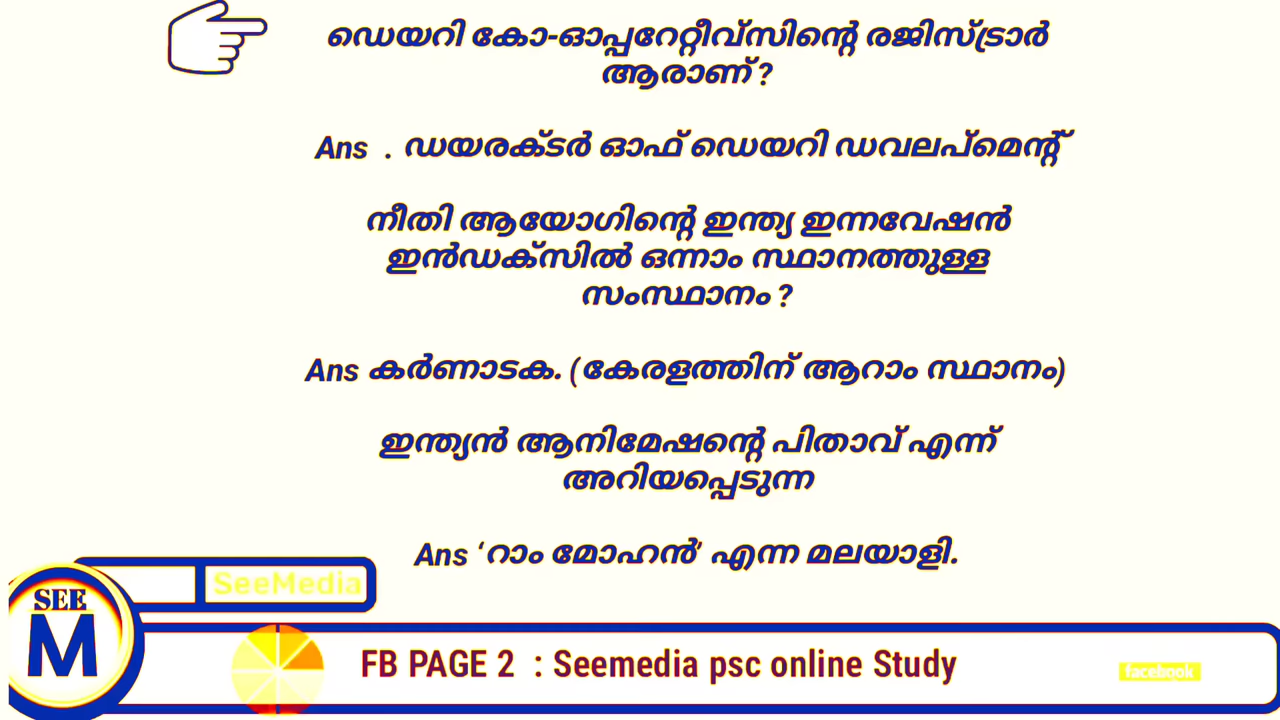 ഡെയറി കോ-ഓപ്പറേറ്റീവ്സിന്റെ രജിസ്ട്രാർ
ആരാണ് ?
Ans . ഡയരക്ടർ ഓഫ് ഡെയറി ഡവലപ്മെന്റ്
നീതി ആയോഗിന്റെ ഇന്ത്യ ഇന്നവേഷൻ
ഇൻഡക്സിൽ ഒന്നാം സ്ഥാനത്തുള്ള
സംസ്ഥാനം ?
Ans കർണാടക. (കേരളത്തിന് ആറാം സ്ഥാനം)
ഇന്ത്യൻ ആനിമേഷന്റെ പിതാവ് എന്ന്
അറിയപ്പെടുന്ന
Ans ‘റാം മോഹൻ’ എന്ന മലയാളി.
SeeMedia
SEE
M
FB PAGE 2 : Seemedia psc online Study
facebook